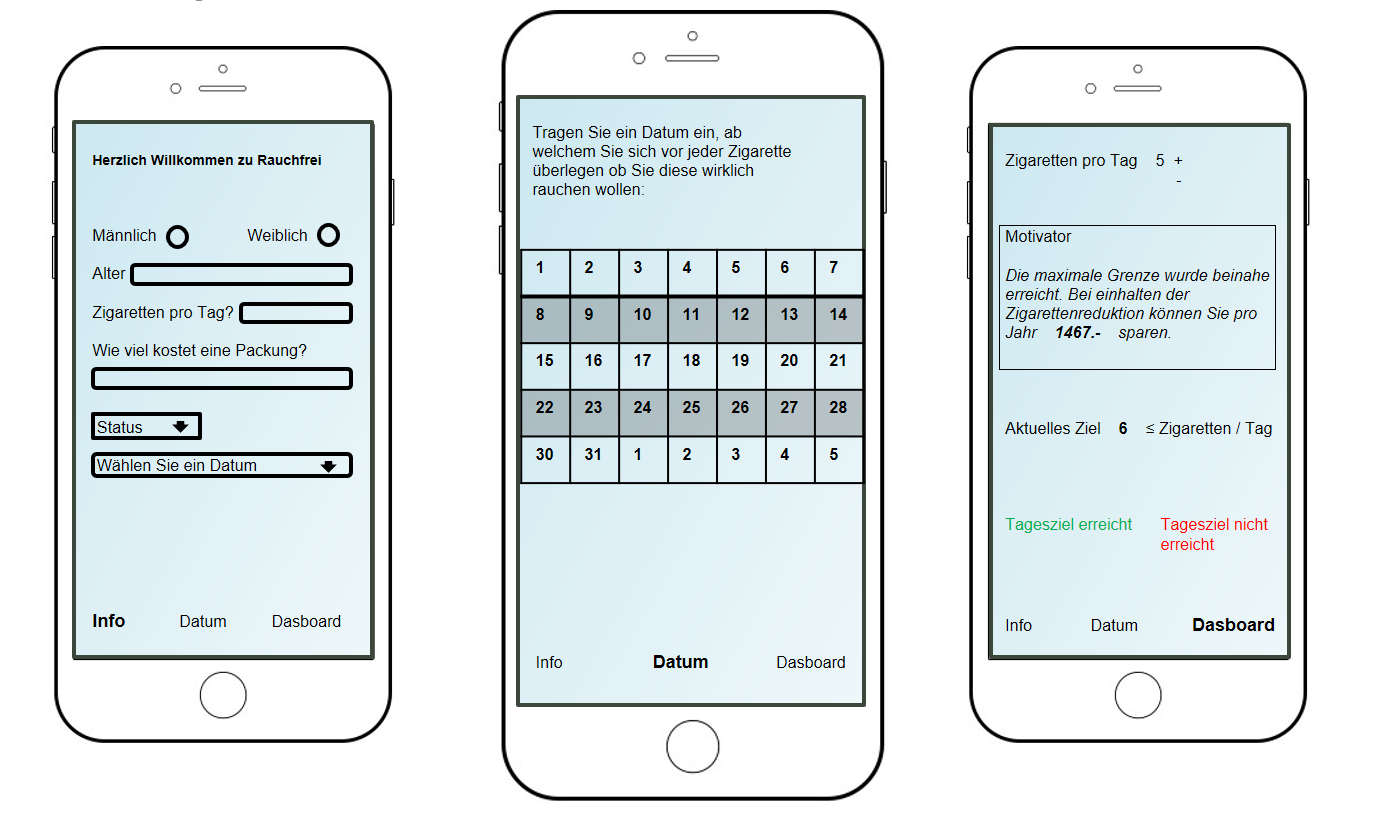 Herzlich Willkommen zu Rauchfrei
Männlich Weiblich
Alter
Zigaretten pro Tag?
Wie viel kostet eine Packung?
Status
Wählen Sie ein Datum
Info Datum Dasboard
Tragen Sie ein Datum ein, ab
welchem Sie sich vor jeder Zigarette
überlegen ob Sie diese wirklich
rauchen wollen:
1 2 3 4 5 6 7
8 9 10 11 12 13 14
15 16 17 18 19 20 21
22 23 24 25 26 27 28
30 31 1 2 3 4 5
Info Datum Dasboard
Zigaretten pro Tag 5 +
-
Motivator
Die maximale Grenze wurde beinahe
erreicht. Bei einhalten der
Zigarettenreduktion können Sie pro
Jahr 1467.- sparen.
Aktuelles Ziel 6 ≤ Zigaretten / Tag
Tagesziel erreicht Tagesziel nicht
erreicht
Info Datum Dasboard